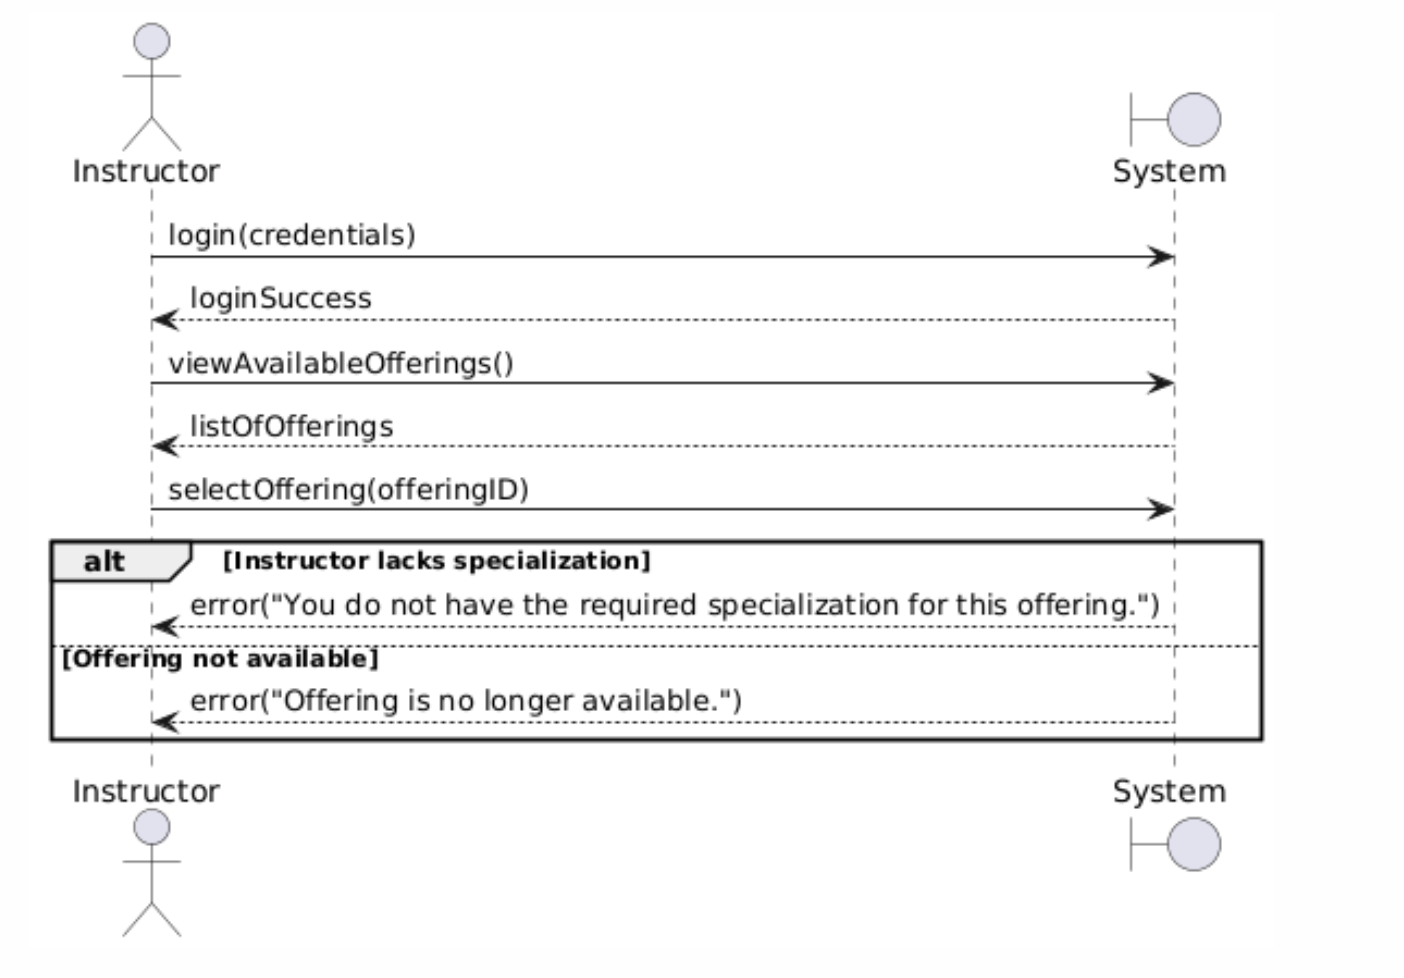 Instructor
System
login(credentials)
loginSuccess
viewAvailableOfferings()
listOfOfferings
selectOffering(offeringID)
alt [Instructor lacks specialization]
error("You do not have the required specialization for this offering.")
[Offering not available]
error("Offering is no longer available.")
Instructor
System